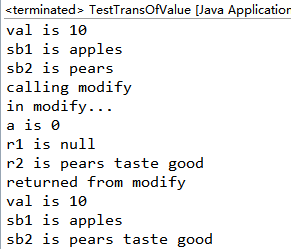 <terminated> TestTransOfValue [Java Application
val is 10
sb1 is apples
sb2 is pears
calling modify
in modify...
a is 0
r1 is null
r2 is pears taste good
returned from modify
val is 10
sb1 is apples
sb2 is pears taste good